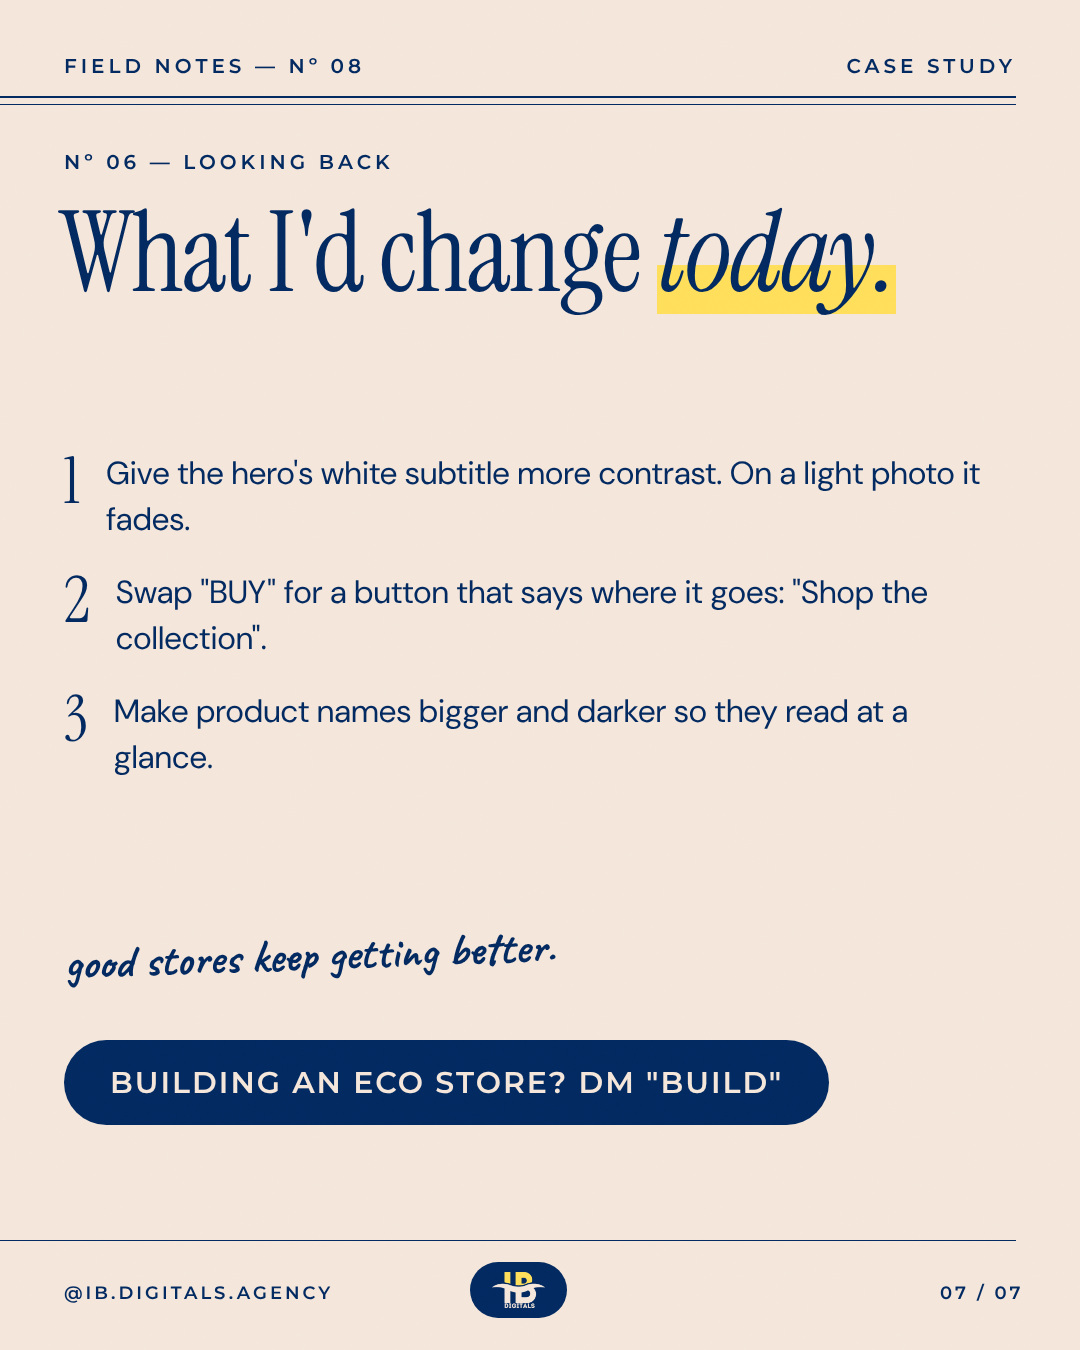 FIELD NOTES — Nº 08
CASE STUDY
Nº 06 — LOOKING BACK
What I'd change today.
1 Give the hero's white subtitle more contrast. On a light photo it
fades.
2 Swap "BUY" for a button that says where it goes: "Shop the
collection".
3 Make product names bigger and darker so they read at a
glance.
good stores keep getting better.
BUILDING AN ECO STORE? DM "BUILD"
@IB.DIGITALS.AGENCY
IB
DIGITALS
07 / 07